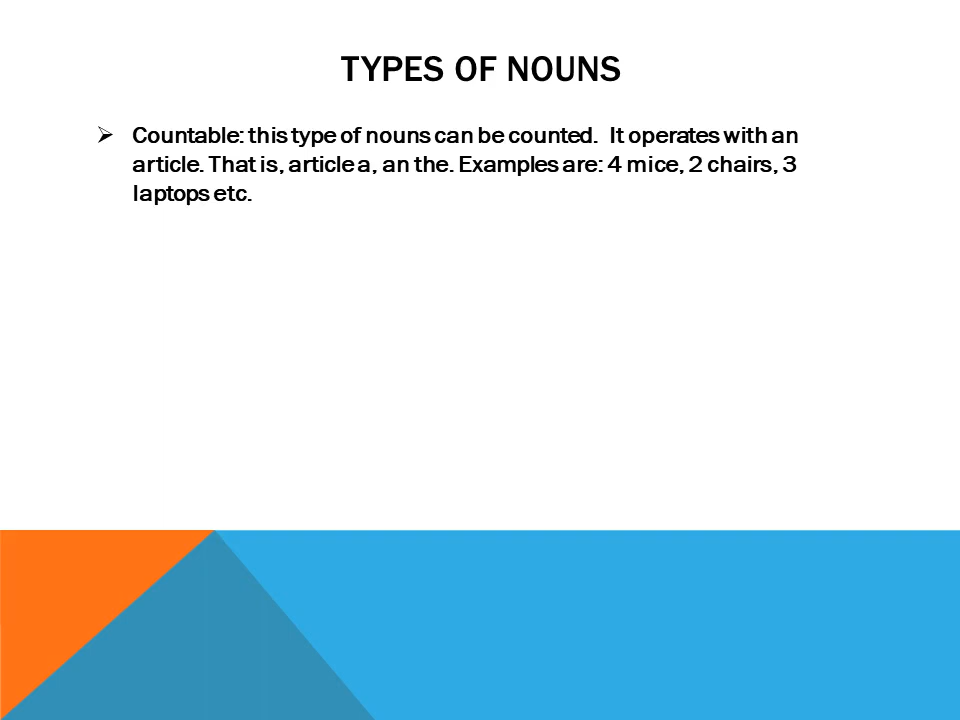 TYPES OF NOUNS
➢ Countable: this type of nouns can be counted.  It operates with an
article. That is, article a, an the. Examples are: 4 mice, 2 chairs, 3
laptops etc.